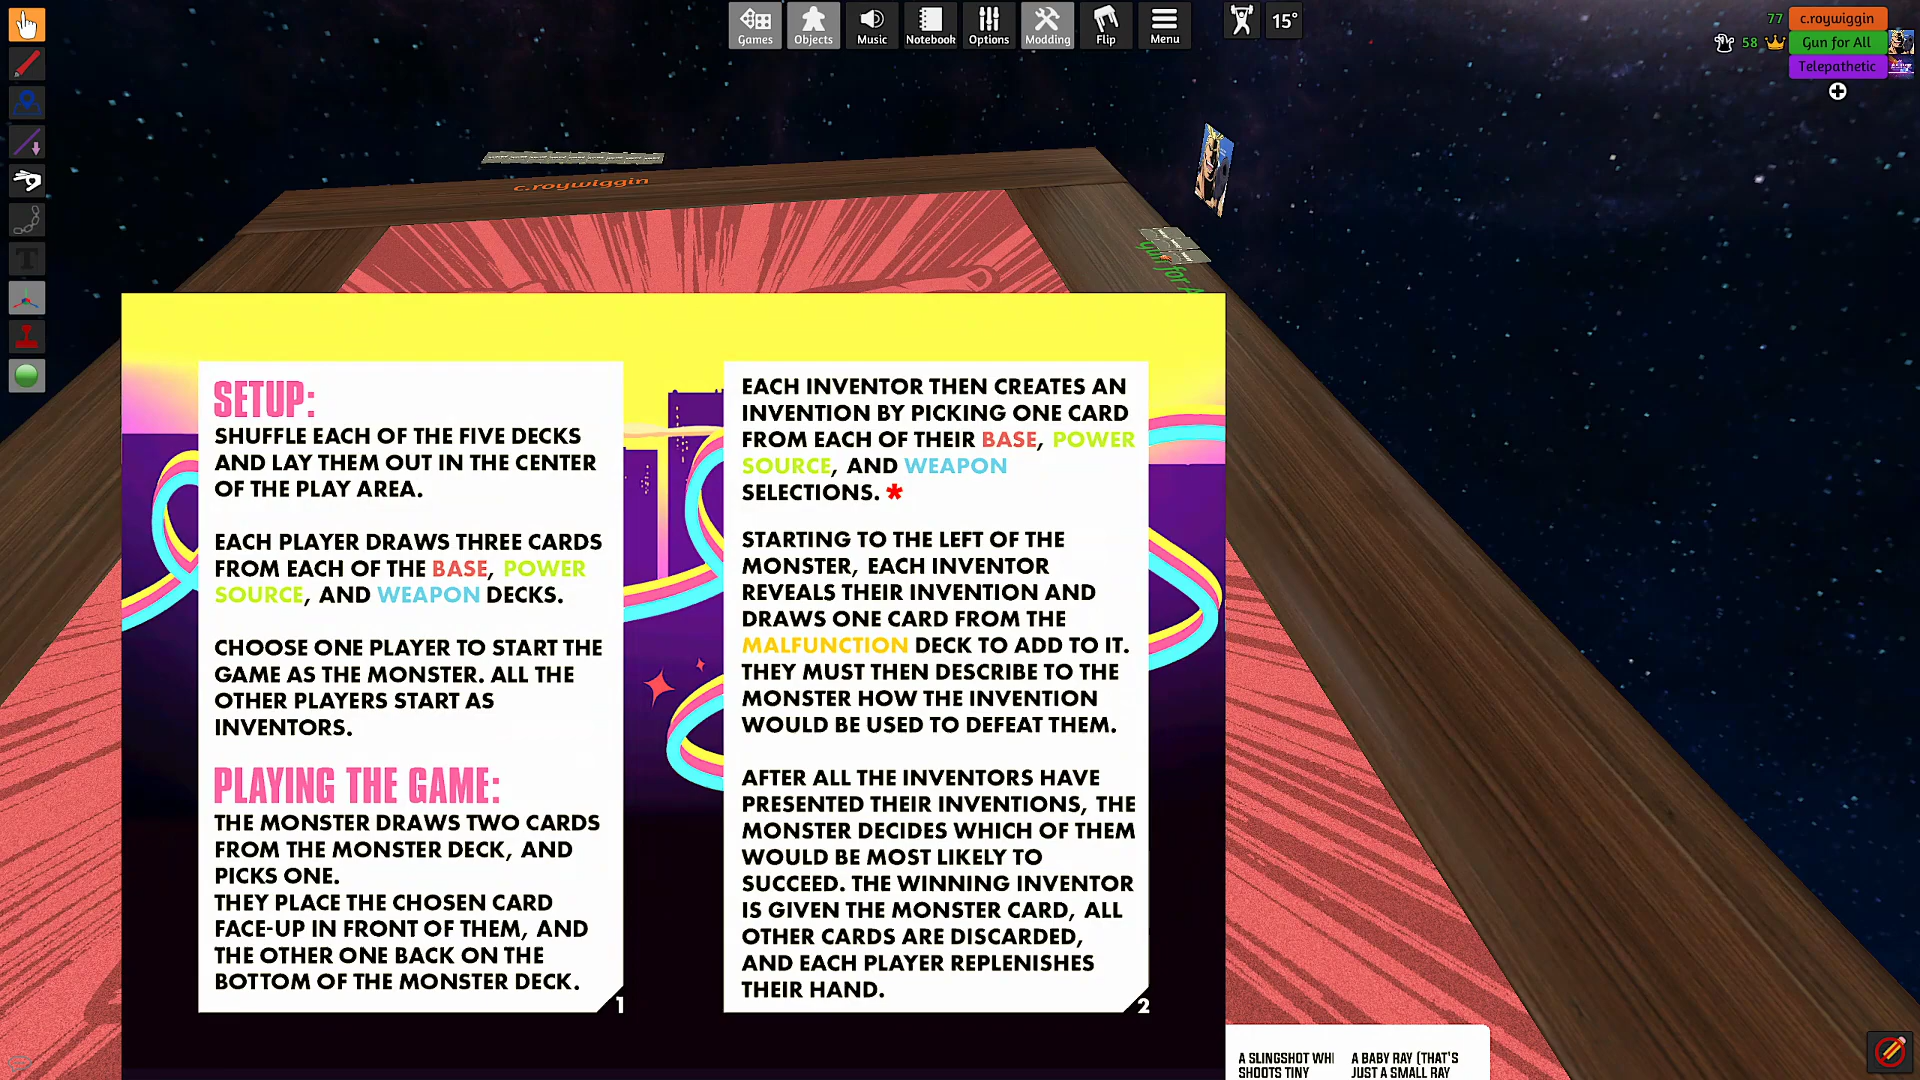 Games
Objects
Music
Notebook
Options
Modding
Flip
Menu
15°
77
c.roywiggin
58
Gun for All
Telepathetic
c.roywiggin
SETUP:
SHUFFLE EACH OF THE FIVE DECKS
AND LAY THEM OUT IN THE CENTER
OF THE PLAY AREA.
EACH PLAYER DRAWS THREE CARDS
FROM EACH OF THE BASE, POWER
SOURCE, AND WEAPON DECKS.
CHOOSE ONE PLAYER TO START THE
GAME AS THE MONSTER. ALL THE
OTHER PLAYERS START AS
INVENTORS.
PLAYING THE GAME:
THE MONSTER DRAWS TWO CARDS
FROM THE MONSTER DECK, AND
PICKS ONE.
THEY PLACE THE CHOSEN CARD
FACE-UP IN FRONT OF THEM, AND
THE OTHER ONE BACK ON THE
BOTTOM OF THE MONSTER DECK.
1
EACH INVENTOR THEN CREATES AN
INVENTION BY PICKING ONE CARD
FROM EACH OF THEIR BASE, POWER
SOURCE, AND WEAPON
SELECTIONS. *
STARTING TO THE LEFT OF THE
MONSTER, EACH INVENTOR
REVEALS THEIR INVENTION AND
DRAWS ONE CARD FROM THE
MALFUNCTION DECK TO ADD TO IT.
THEY MUST THEN DESCRIBE TO THE
MONSTER HOW THE INVENTION
WOULD BE USED TO DEFEAT THEM.
AFTER ALL THE INVENTORS HAVE
PRESENTED THEIR INVENTIONS, THE
MONSTER DECIDES WHICH OF THEM
WOULD BE MOST LIKELY TO
SUCCEED. THE WINNING INVENTOR
IS GIVEN THE MONSTER CARD, ALL
OTHER CARDS ARE DISCARDED,
AND EACH PLAYER REPLENISHES
THEIR HAND.
2
gun for A
A SLINGSHOT WHI
SHOOTS TINY
A BABY RAY (THAT'S
JUST A SMALL RAY